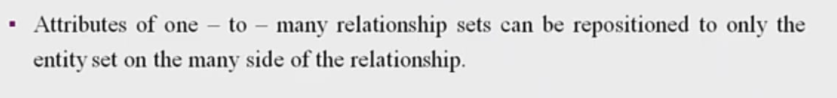 ▪ Attributes of one – to – many relationship sets can be repositioned to only the
entity set on the many side of the relationship.